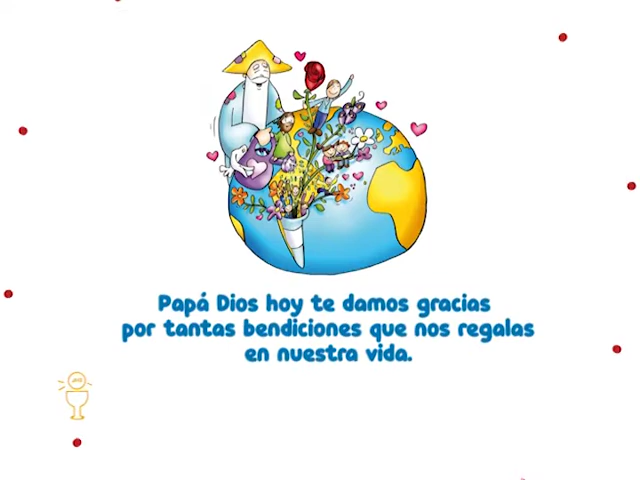 Papá Dios hoy te damos gracias
por tantas bendiciones que nos regalas
en nuestra vida.